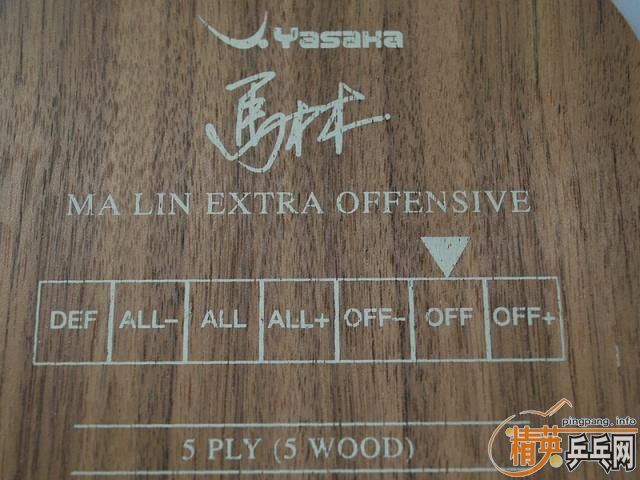 Yasaka
馬林
MA LIN EXTRA OFFENSIVE
DEF ALL- ALL ALL+ OFF- OFF OFF+
5 PLY (5 WOOD)
pingpang.info
精英乒乓网